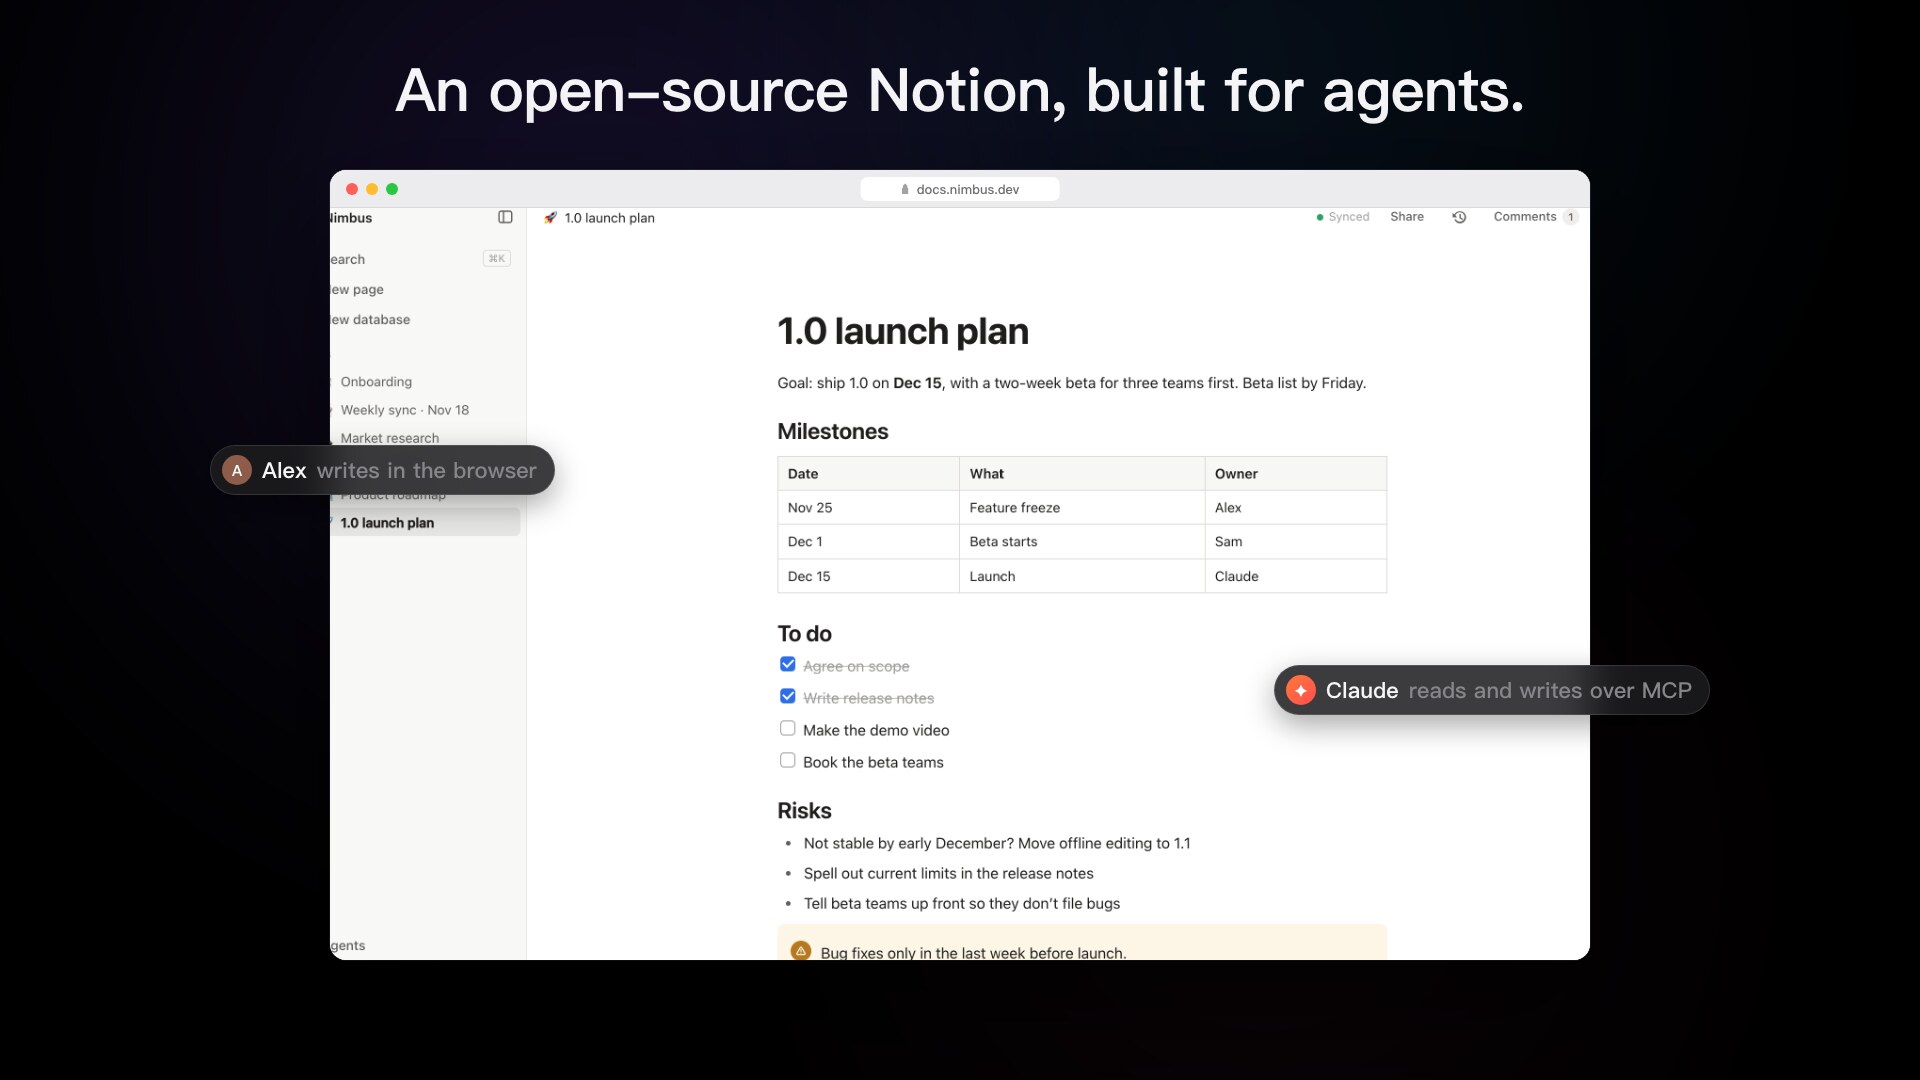 An open-source Notion, built for agents.
docs.nimbus.dev
Nimbus
🚀 1.0 launch plan
Synced Share Comments 1
earch ⌘K
ew page
ew database
Onboarding
Weekly sync · Nov 18
Market research
A Alex writes in the browser
Product roadmap
1.0 launch plan
gents
1.0 launch plan
Goal: ship 1.0 on Dec 15, with a two-week beta for three teams first. Beta list by Friday.
Milestones
Date What Owner
Nov 25 Feature freeze Alex
Dec 1 Beta starts Sam
Dec 15 Launch Claude
To do
Agree on scope
Write release notes
Make the demo video
Book the beta teams
Claude reads and writes over MCP
Risks
• Not stable by early December? Move offline editing to 1.1
• Spell out current limits in the release notes
• Tell beta teams up front so they don’t file bugs
Bug fixes only in the last week before launch.